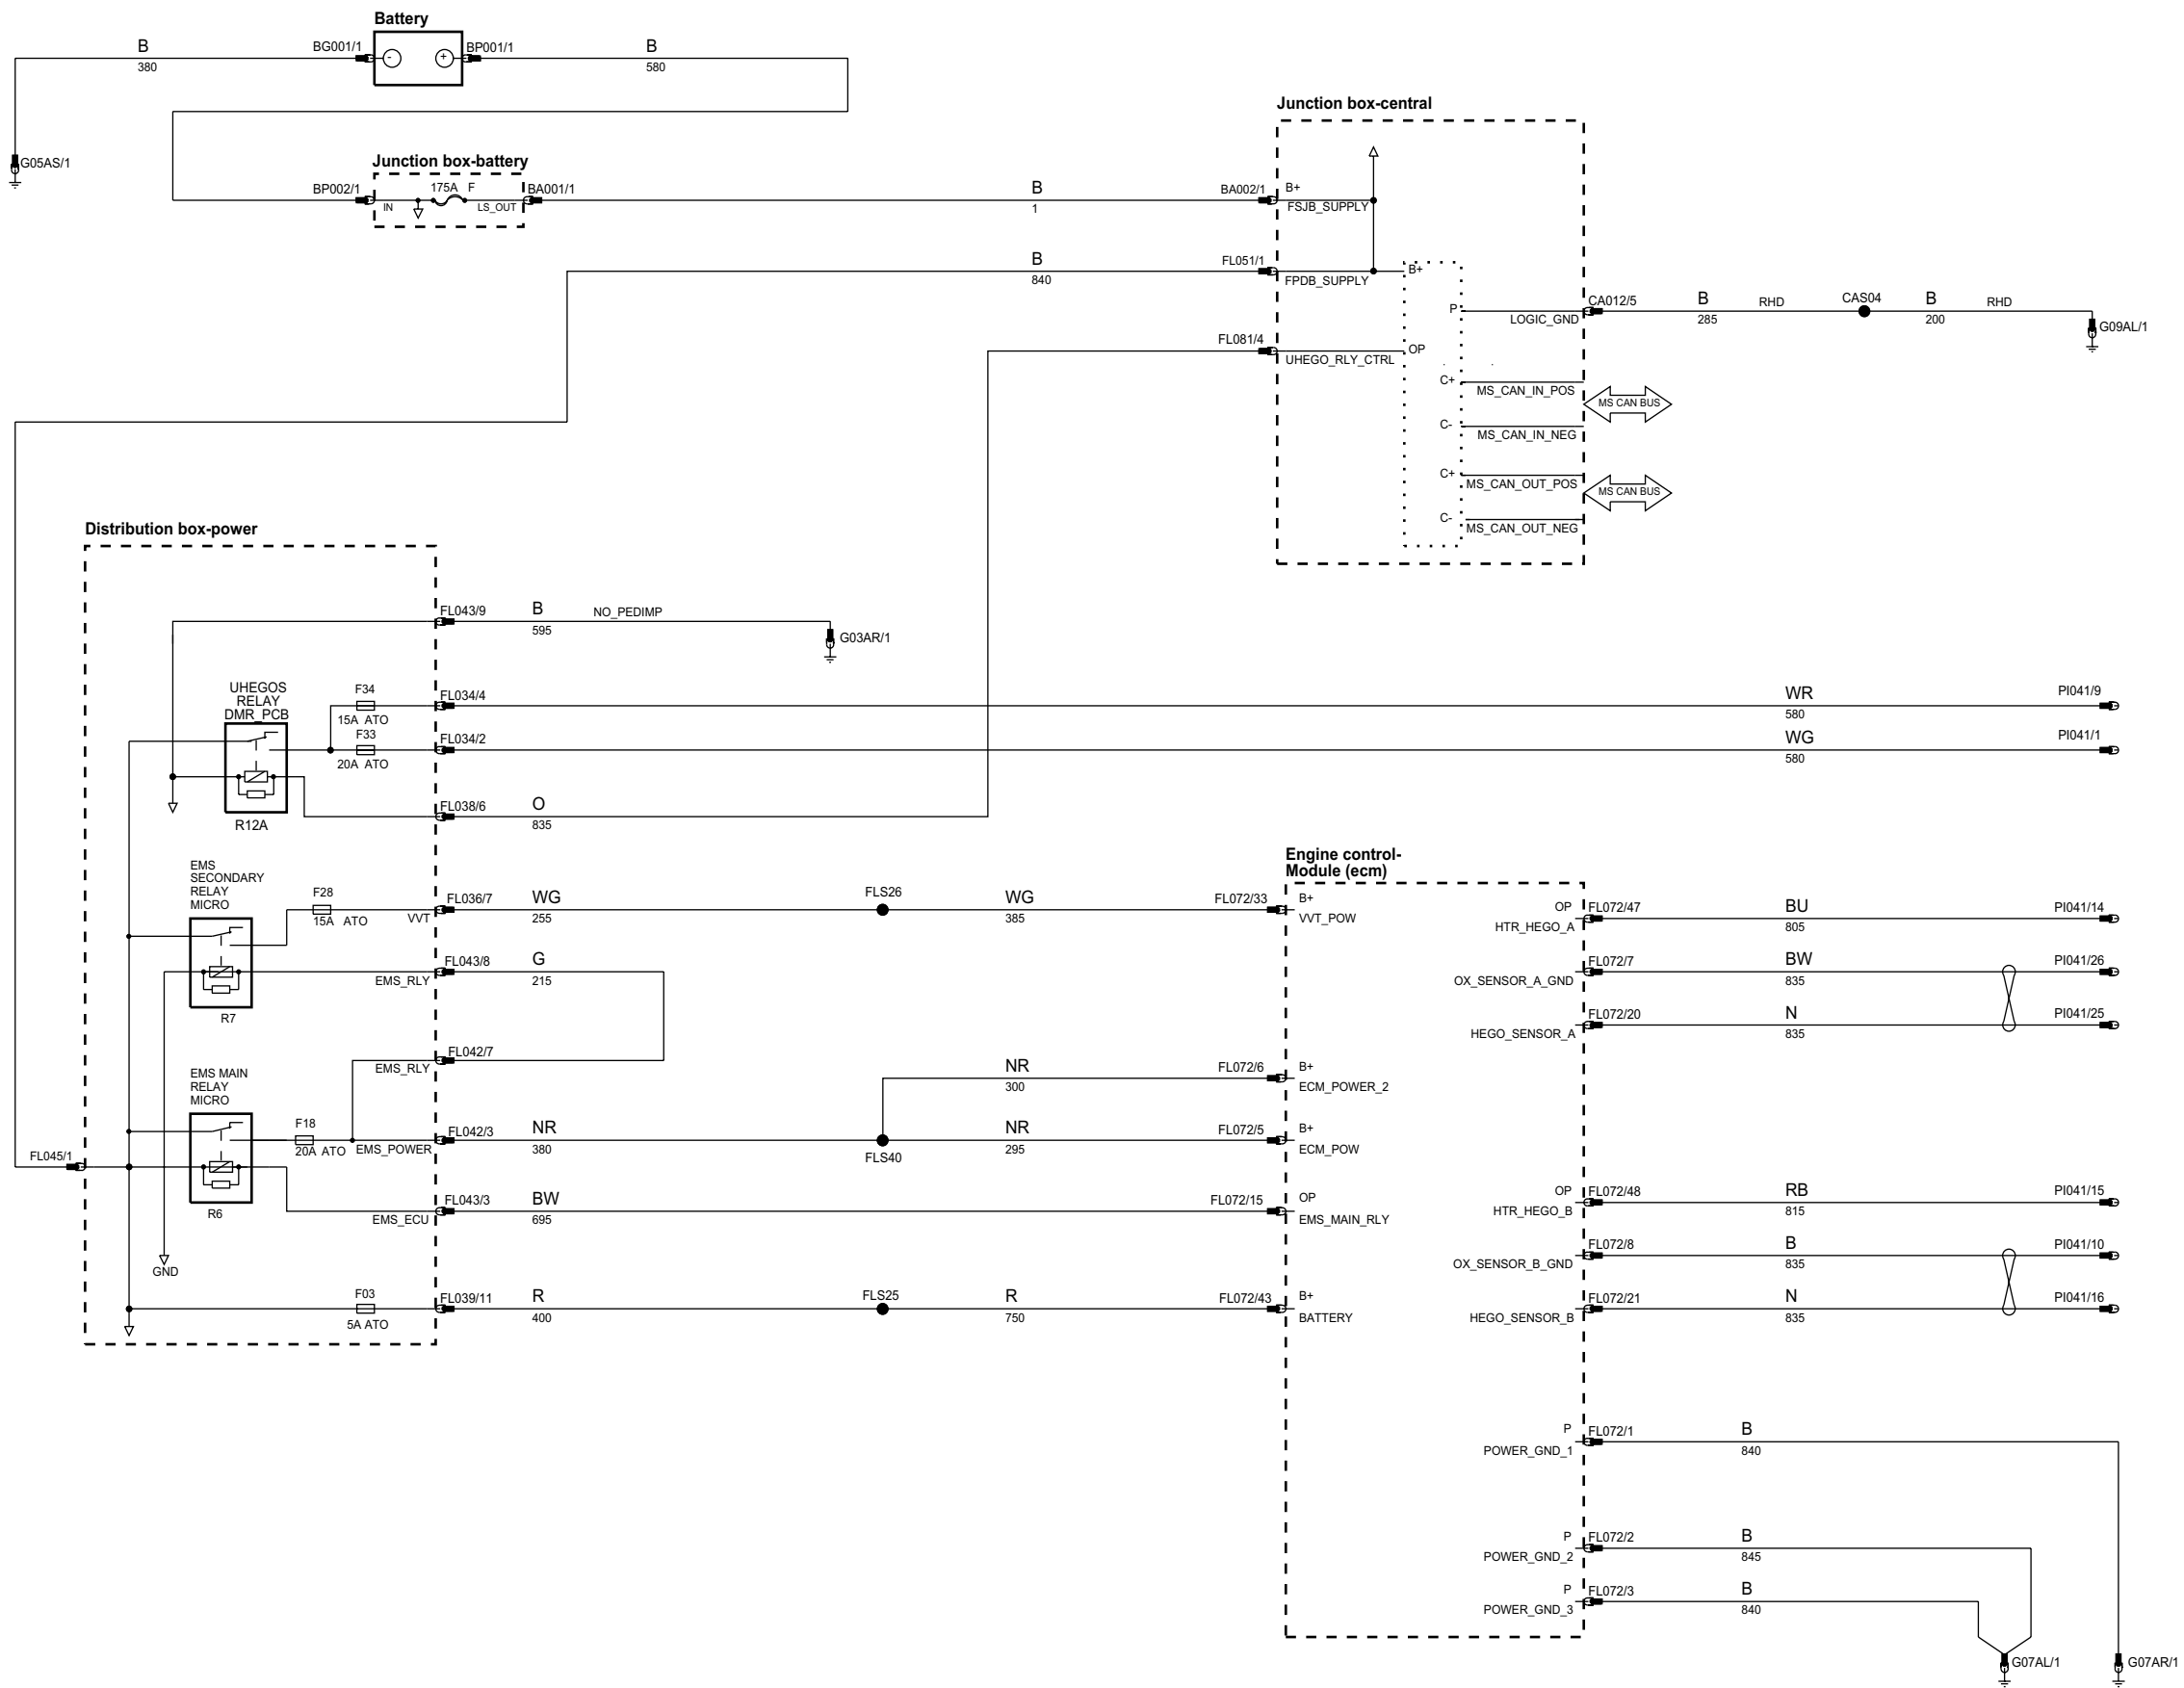 Battery
B
380
BG001/1
-
+
BP001/1
B
580
G05AS/1
Junction box-battery
BP002/1
IN
175A F
LS_OUT
BA001/1
B
1
Junction box-central
BA002/1
B+
FSJB_SUPPLY
B
840
FL051/1
FPDB_SUPPLY
B+
P
LOGIC_GND
CA012/5
B
285
RHD
CAS04
B
200
RHD
G09AL/1
FL081/4
UHEGO_RLY_CTRL
OP
C+
MS_CAN_IN_POS
MS CAN BUS
C-
MS_CAN_IN_NEG
C+
MS_CAN_OUT_POS
MS CAN BUS
C-
MS_CAN_OUT_NEG
Distribution box-power
FL043/9
B
595
NO_PEDIMP
G03AR/1
UHEGOS
RELAY
DMR_PCB
F34
15A ATO
FL034/4
WR
580
PI041/9
F33
20A ATO
FL034/2
WG
580
PI041/1
R12A
FL038/6
O
835
EMS
SECONDARY
RELAY
MICRO
F28
15A ATO
VVT
FL036/7
WG
255
FLS26
WG
385
FL072/33
R7
EMS_RLY
FL043/8
G
215
EMS_RLY
FL042/7
EMS MAIN
RELAY
MICRO
F18
20A ATO
EMS_POWER
FL042/3
NR
380
FLS40
NR
300
FL072/6
NR
295
FL072/5
FL045/1
R6
EMS_ECU
FL043/3
BW
695
FL072/15
GND
F03
5A ATO
FL039/11
R
400
FLS25
R
750
FL072/43
Engine control-
Module (ecm)
B+
VVT_POW
B+
ECM_POWER_2
B+
ECM_POW
OP
EMS_MAIN_RLY
B+
BATTERY
OP
HTR_HEGO_A
FL072/47
BU
805
PI041/14
OX_SENSOR_A_GND
FL072/7
BW
835
PI041/26
HEGO_SENSOR_A
FL072/20
N
835
PI041/25
OP
HTR_HEGO_B
FL072/48
RB
815
PI041/15
OX_SENSOR_B_GND
FL072/8
B
835
PI041/10
HEGO_SENSOR_B
FL072/21
N
835
PI041/16
P
POWER_GND_1
FL072/1
B
840
P
POWER_GND_2
FL072/2
B
845
P
POWER_GND_3
FL072/3
B
840
G07AL/1
G07AR/1